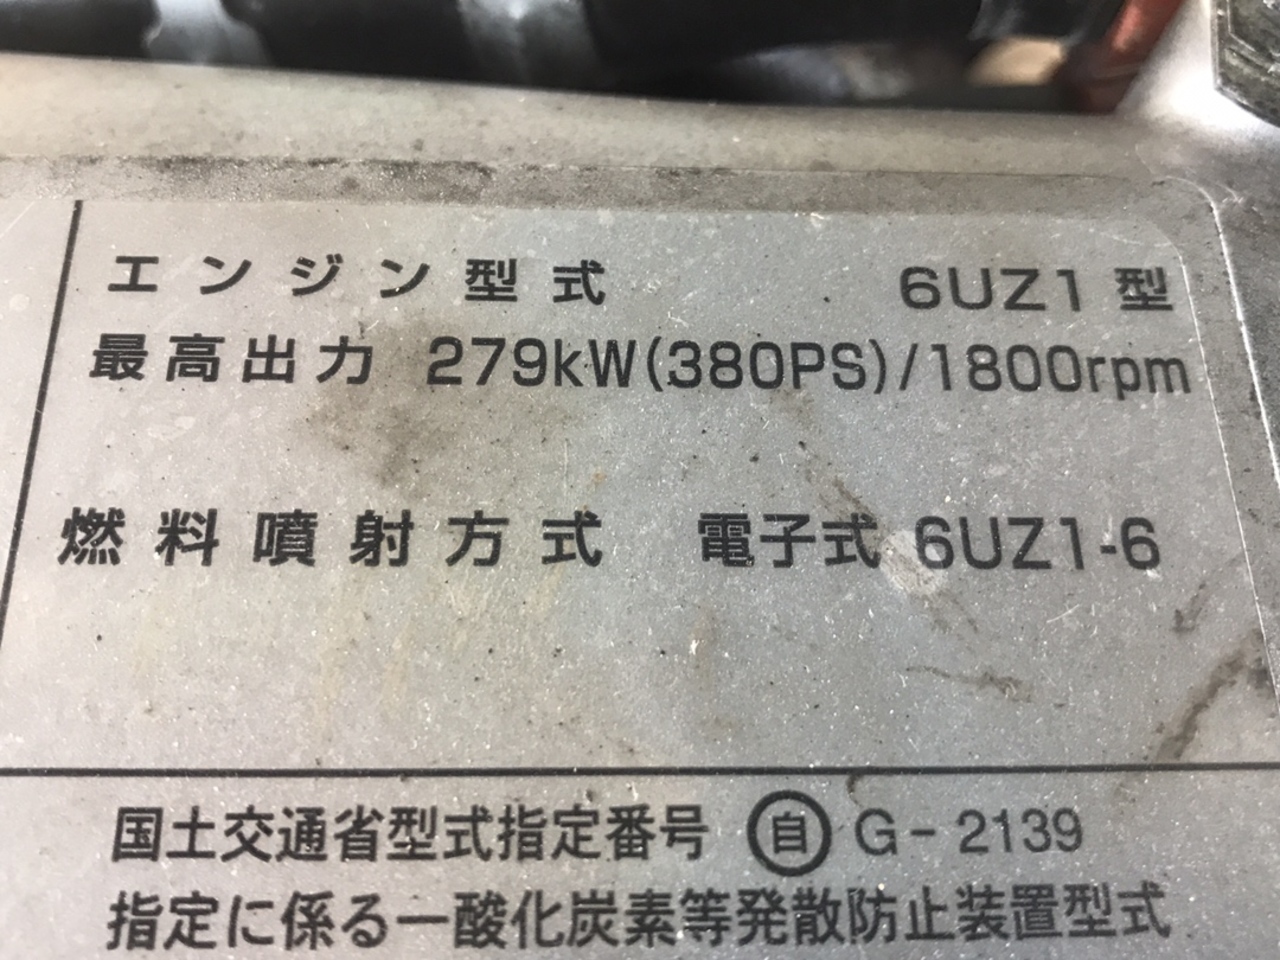 エンジン型式 6UZ1型
最高出力 279kW(380PS)/1800rpm
燃料噴射方式 電子式 6UZ1-6
国土交通省型式指定番号 自 G-2139
指定に係る一酸化炭素等発散防止装置型式